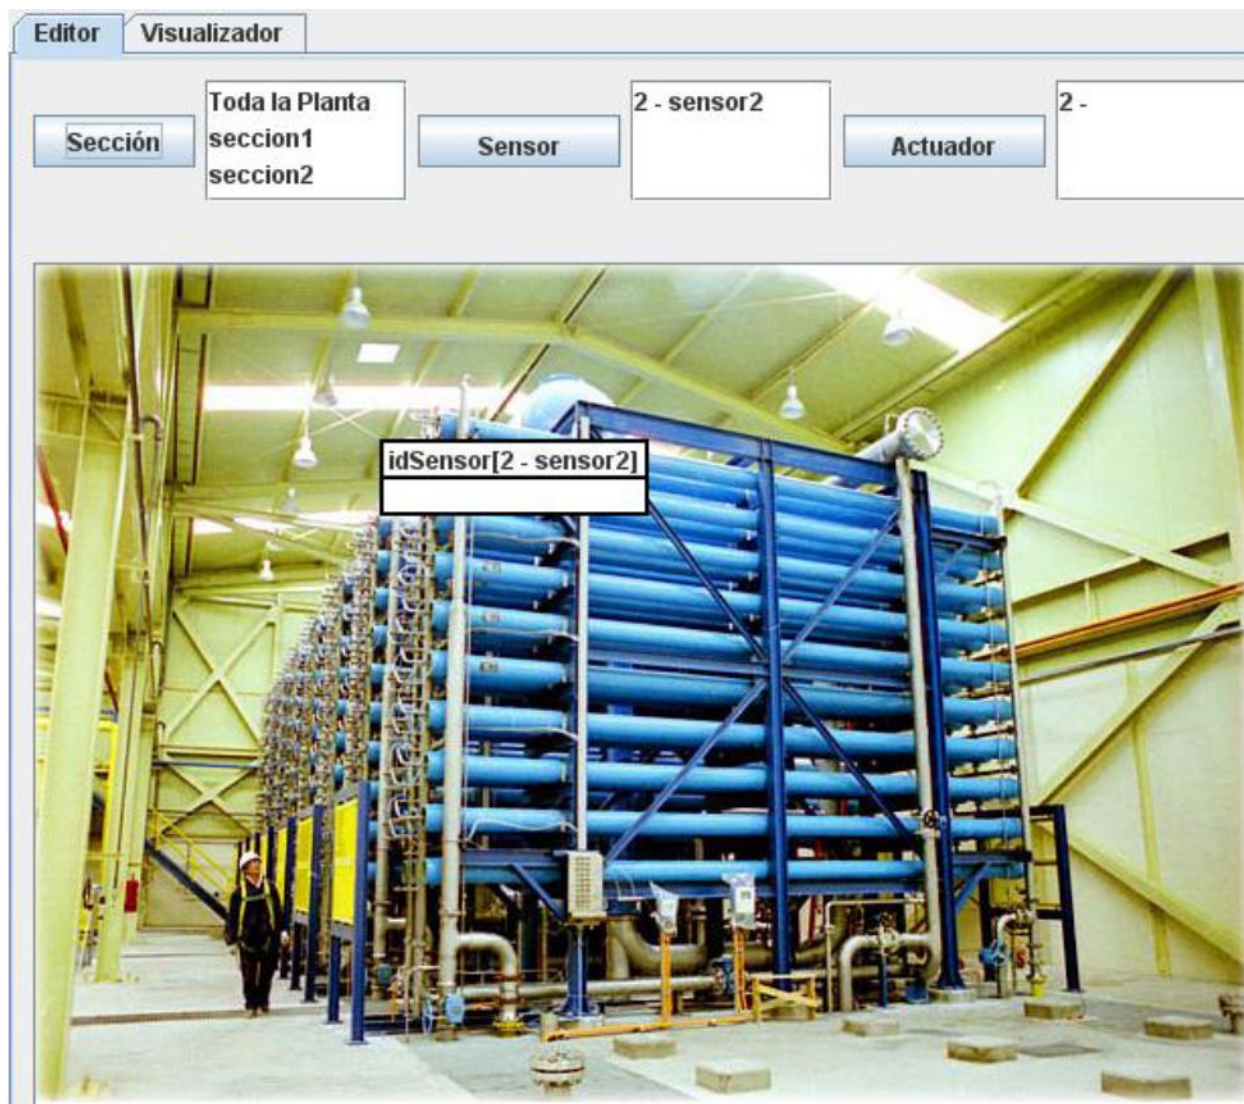 Editor
Visualizador
Sección
Toda la Planta
seccion1
seccion2
Sensor
2 - sensor2
Actuador
2 -
idSensor[2 - sensor2]